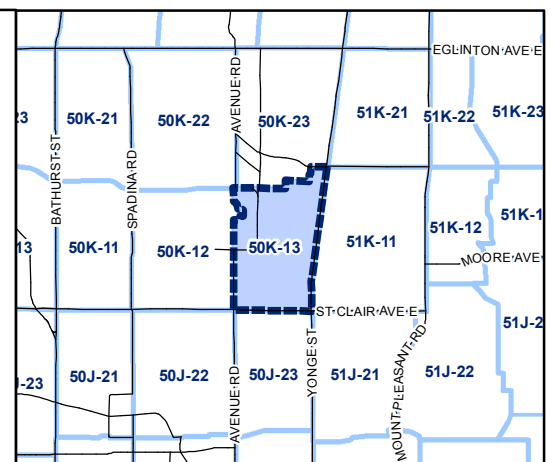 EGLINTON AVE E
23
50K-21
50K-22
AVENUE RD
50K-23
51K-21
51K-22
51K-23
BATHURST ST
SPADINA RD
13
50K-11
50K-12
50K-13
51K-11
51K-12
51K-1
MOORE AVE
ST CLAIR AVE E
51J-2
J-23
50J-21
50J-22
AVENUE RD
50J-23
YONGE ST
51J-21
MOUNT PLEASANT RD
51J-22